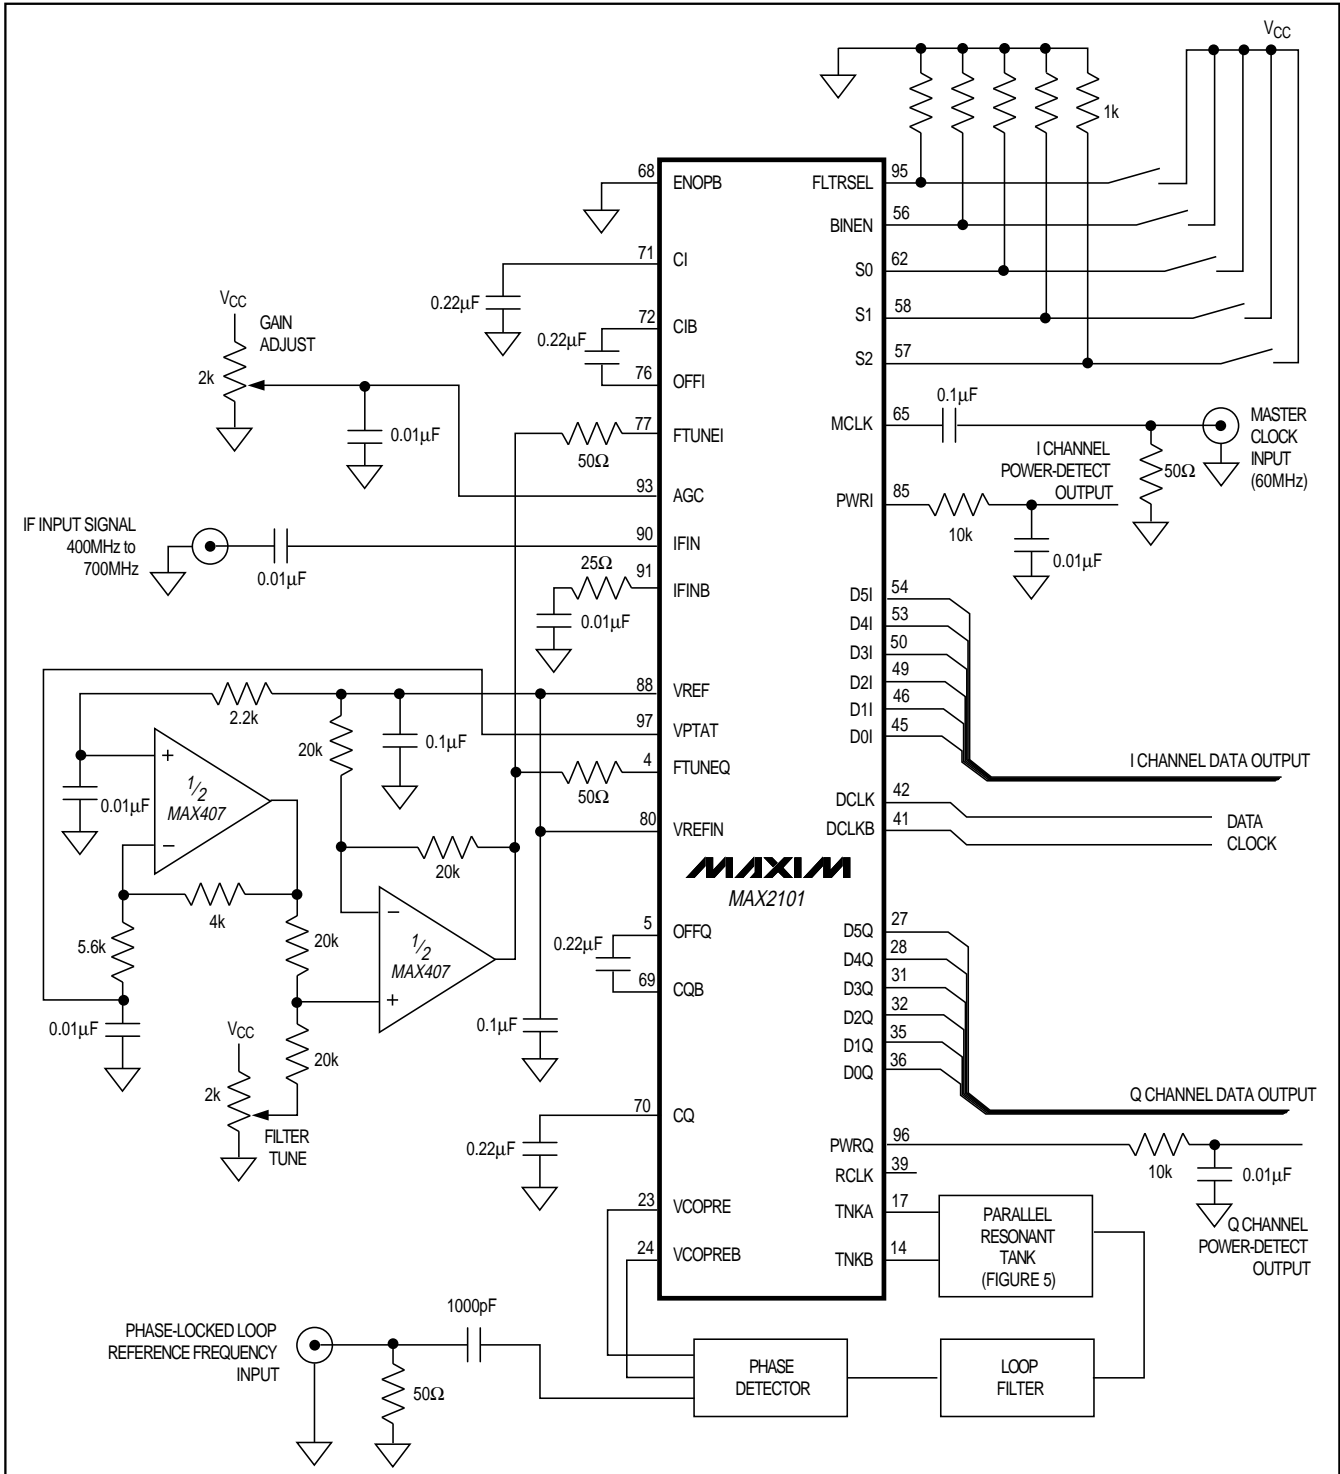 VCC
1k
68
ENOPB
FLTRSEL
95
BINEN
56
71
CI
S0
62
0.22µF
S1
58
72
CIB
0.22µF
S2
57
76
OFFI
VCC
GAIN
ADJUST
2k
0.01µF
77
FTUNEI
50Ω
MCLK
65
0.1µF
MASTER
CLOCK
INPUT
(60MHz)
50Ω
93
AGC
PWRI
85
I CHANNEL
POWER-DETECT
OUTPUT
10k
0.01µF
IF INPUT SIGNAL
400MHz to
700MHz
0.01µF
90
IFIN
25Ω
91
IFINB
0.01µF
D5I
54
D4I
53
D3I
50
D2I
49
D1I
46
D0I
45
I CHANNEL DATA OUTPUT
2.2k
88
VREF
97
VPTAT
20k
0.1µF
4
FTUNEQ
50Ω
+
1/2
MAX407
−
0.01µF
DCLK
42
DCLKB
41
DATA
CLOCK
80
VREFIN
20k
MAXIM
MAX2101
4k
5.6k
20k
−
1/2
MAX407
+
5
OFFQ
0.22µF
69
CQB
D5Q
27
D4Q
28
D3Q
31
D2Q
32
D1Q
35
D0Q
36
Q CHANNEL DATA OUTPUT
0.01µF
VCC
20k
0.1µF
2k
FILTER
TUNE
70
CQ
0.22µF
PWRQ
96
10k
0.01µF
Q CHANNEL
POWER-DETECT
OUTPUT
RCLK
39
23
VCOPRE
TNKA
17
24
VCOPREB
TNKB
14
PARALLEL
RESONANT
TANK
(FIGURE 5)
1000pF
PHASE-LOCKED LOOP
REFERENCE FREQUENCY
INPUT
50Ω
PHASE
DETECTOR
LOOP
FILTER